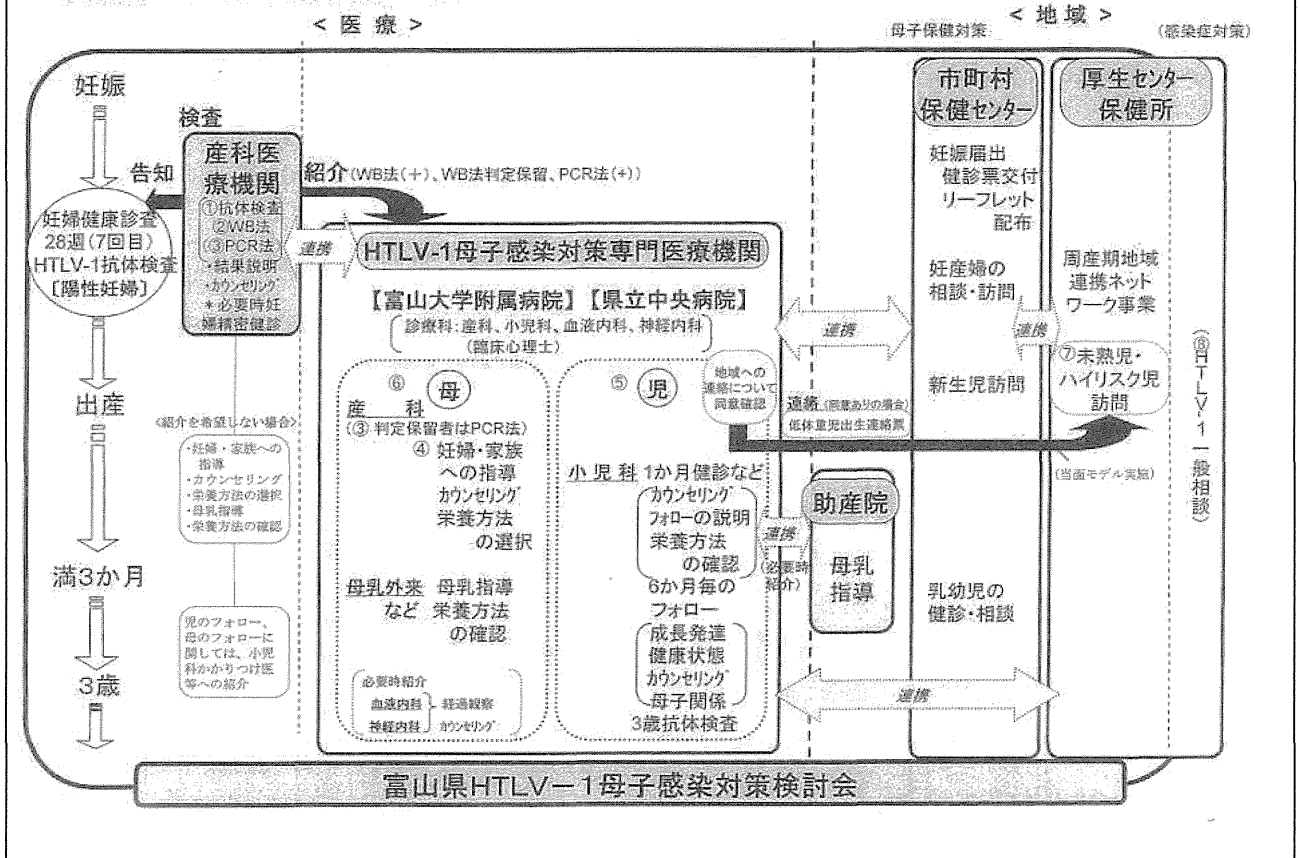 ＜ 医 療 ＞
＜ 地 域 ＞
母子保健対策
(感染症対策)
妊娠
妊婦健康診査
28週(7回目)
HTLV-1抗体検査
〔陽性妊婦〕
出産
満3か月
3歳
検査
告知
産科医
療機関
①抗体検査
②WB法
(③PCR法)
・結果説明
・カウンセリング
＊必要時妊
婦精密健診
紹介(WB法(＋)、WB法判定保留、PCR法(+))
連携
＜紹介を希望しない場合＞
・妊婦・家族への
指導
・カウンセリング
・栄養方法の選択
・母乳指導
・栄養方法の確認
児のフォロー、
母のフォローに
関しては、小児
科かかりつけ医
等への紹介
HTLV-1母子感染対策専門医療機関
【富山大学附属病院】【県立中央病院】
診療科：産科、小児科、血液内科、神経内科
(臨床心理士)
⑥ 母
産 科
(③ 判定保留者はPCR法)
④ 妊婦・家族
への指導
カウンセリング
栄養方法
の選択
母乳外来 母乳指導
など 栄養方法
の確認
必要時紹介
血液内科 経過観察
神経内科 カウンセリング
⑤ 児
地域への
連絡について
同意確認
小児科 1か月健診など
カウンセリング
フォローの説明
栄養方法
の確認
6か月毎の
フォロー
成長発達
健康状態
カウンセリング
母子関係
3歳抗体検査
連携
連絡 (同意ありの場合)
低体重児出生連絡票
連携
(必要時
紹介)
助産院
母乳
指導
連携
市町村
保健センター
妊娠届出
健診票交付
リーフレット
配布
妊産婦の
相談・訪問
新生児訪問
乳幼児の
健診・相談
連携
厚生センター
保健所
周産期地域
連携ネット
ワーク事業
⑦未熟児・
ハイリスク児
訪問
(当面モデル実施)
(⑧HTLV-1一般相談)
富山県HTLV－1母子感染対策検討会